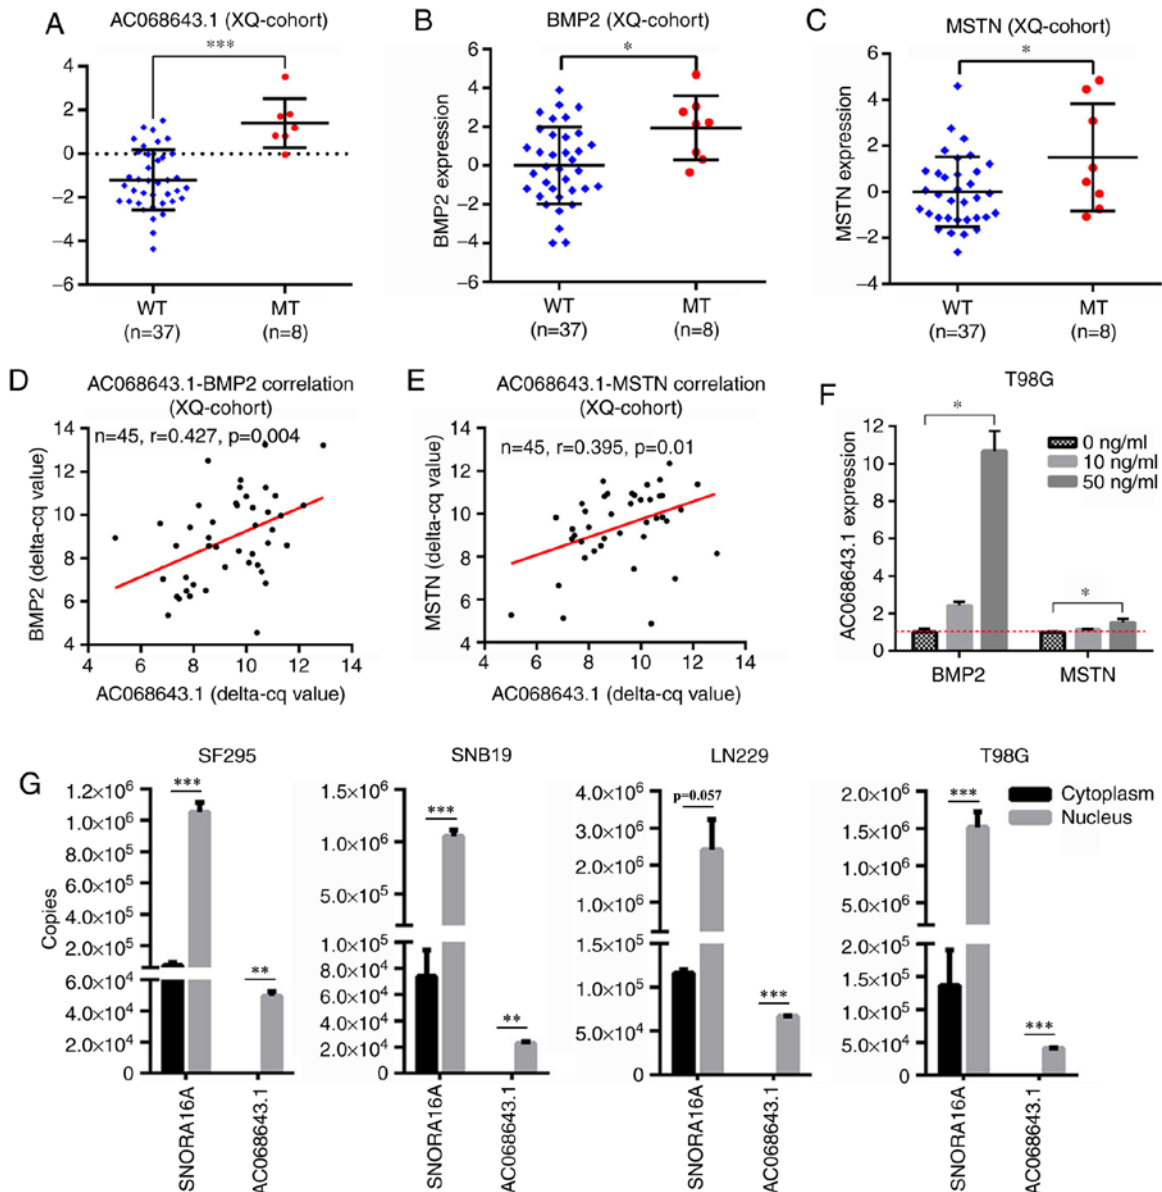 A
AC068643.1 (XQ-cohort)
***
4
2
0
−2
−4
−6
WT
(n=37)
MT
(n=8)
B
BMP2 (XQ-cohort)
*
BMP2 expression
6
4
2
0
−2
−4
−6
WT
(n=37)
MT
(n=8)
C
MSTN (XQ-cohort)
*
MSTN expression
6
4
2
0
−2
−4
WT
(n=37)
MT
(n=8)
D
AC068643.1-BMP2 correlation
(XQ-cohort)
n=45, r=0.427, p=0.004
BMP2 (delta-cq value)
14
12
10
8
6
4
4 6 8 10 12 14
AC068643.1 (delta-cq value)
E
AC068643.1-MSTN correlation
(XQ-cohort)
n=45, r=0.395, p=0.01
MSTN (delta-cq value)
14
12
10
8
6
4
4 6 8 10 12 14
AC068643.1 (delta-cq value)
F
T98G
*
*
0 ng/ml
10 ng/ml
50 ng/ml
AC068643.1 expression
12
10
8
6
4
2
0
BMP2 MSTN
G
SF295
Copies
1.2×10⁶
1.0×10⁶
8.0×10⁵
6.0×10⁵
4.0×10⁵
2.0×10⁵
6.0×10⁴
4.0×10⁴
2.0×10⁴
0
***
**
SNORA16A
AC068643.1
SNB19
1.5×10⁶
1.0×10⁶
5.0×10⁵
1.0×10⁵
8.0×10⁴
6.0×10⁴
4.0×10⁴
2.0×10⁴
0
***
**
SNORA16A
AC068643.1
LN229
4.0×10⁶
3.0×10⁶
2.0×10⁶
1.0×10⁶
1.5×10⁵
1.0×10⁵
5.0×10⁴
0
p=0.057
***
SNORA16A
AC068643.1
T98G
2.0×10⁶
1.5×10⁶
1.0×10⁶
5.0×10⁵
2.0×10⁵
1.5×10⁵
1.0×10⁵
5.0×10⁴
0
***
***
SNORA16A
AC068643.1
Cytoplasm
Nucleus